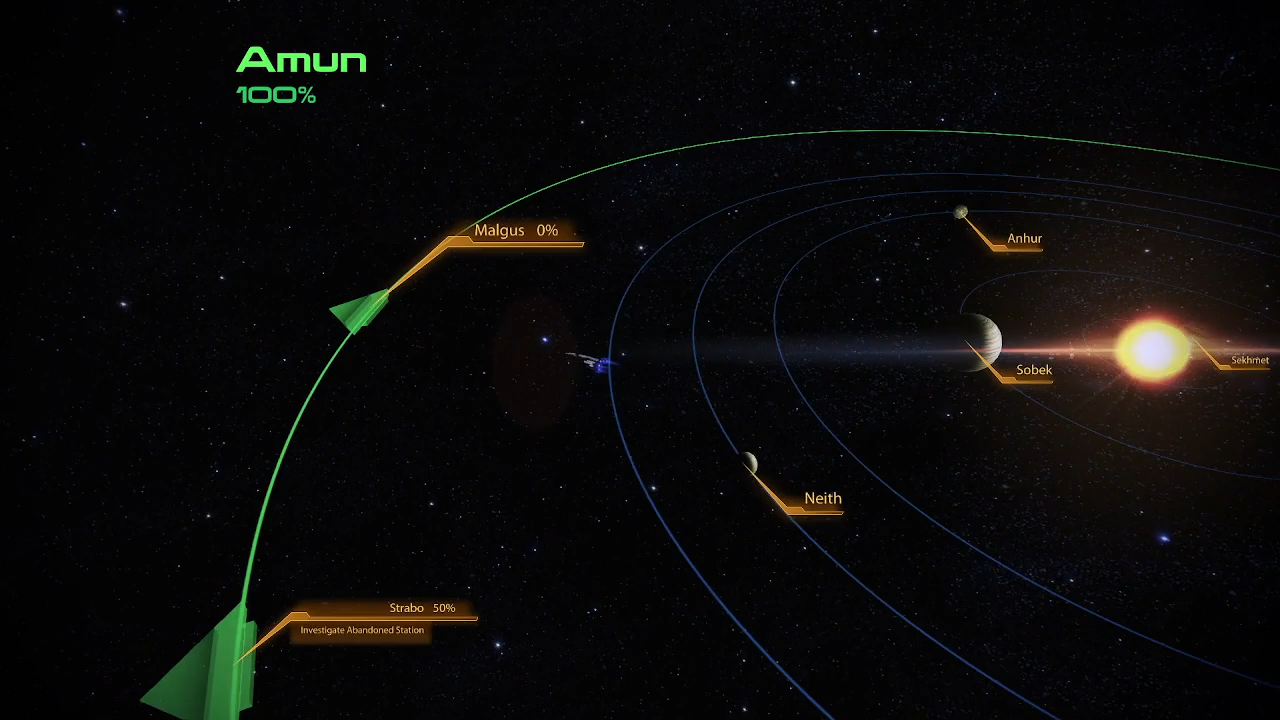 Amun
100%
Malgus 0%
Anhur
Sekhmet
Sobek
Neith
Strabo 50%
Investigate Abandoned Station